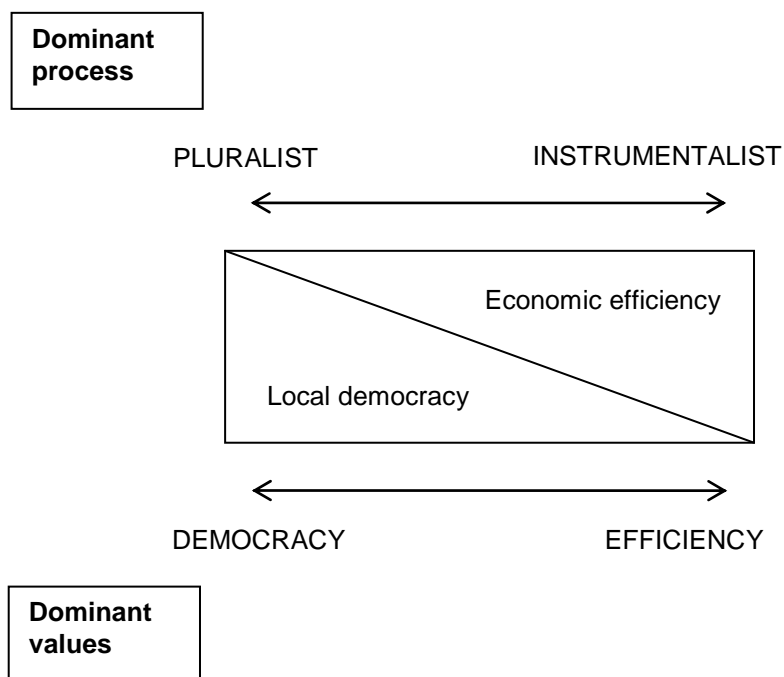 Dominant
process
PLURALIST
INSTRUMENTALIST
Economic efficiency
Local democracy
DEMOCRACY
EFFICIENCY
Dominant
values